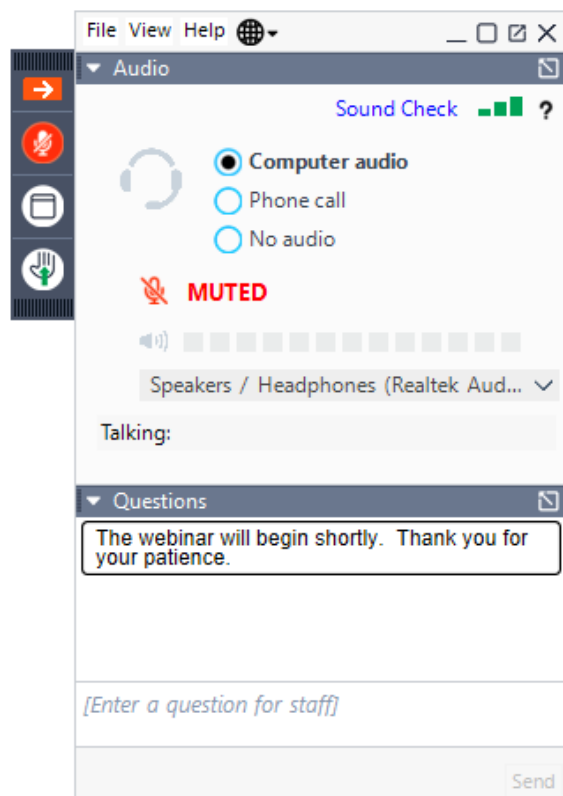 File View Help
Audio
Sound Check ?
Computer audio
Phone call
No audio
MUTED
Speakers / Headphones (Realtek Aud...
Talking:
Questions
The webinar will begin shortly.  Thank you for
your patience.
[Enter a question for staff]
Send